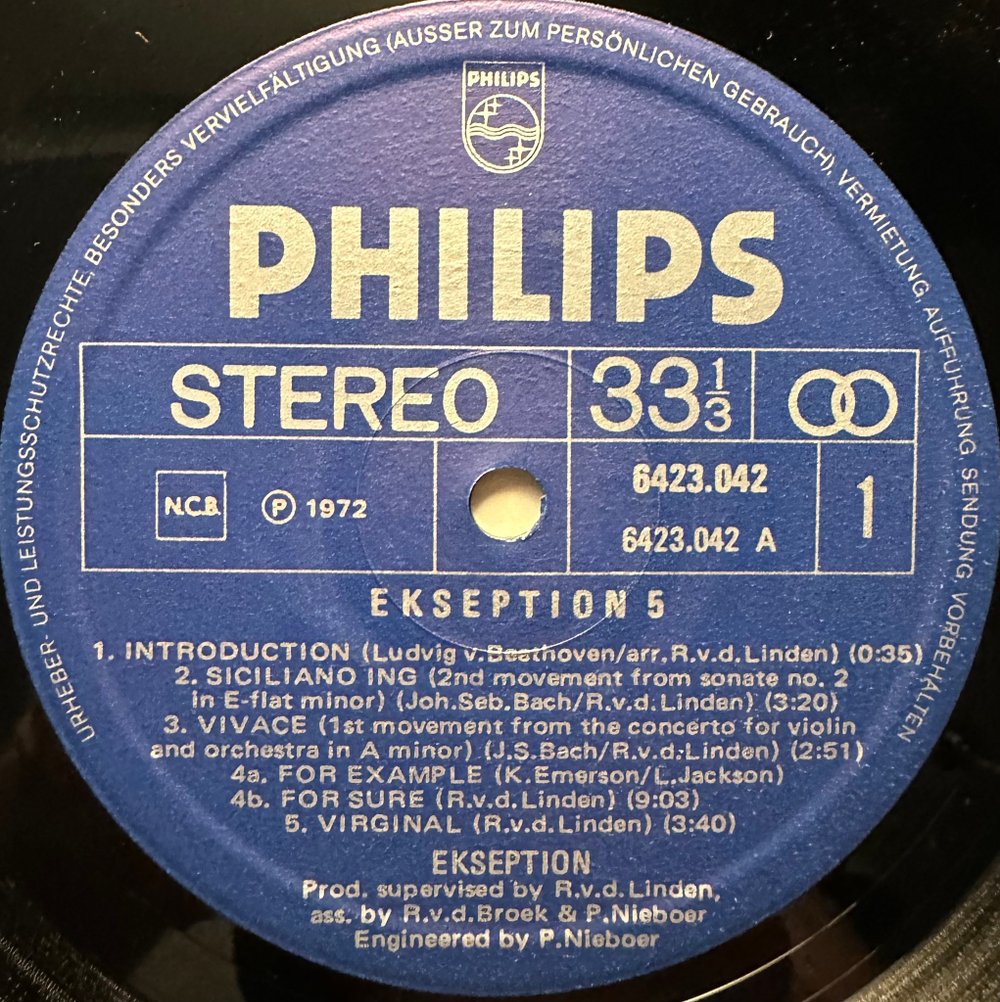 URHEBER- UND LEISTUNGSSCHUTZRECHTE, BESONDERS VERVIELFÄLTIGUNG (AUSSER ZUM PERSÖNLICHEN GEBRAUCH), VERMIETUNG, AUFFÜHRUNG SENDUNG VORBEHALTEN
PHILIPS
PHILIPS
STEREO 33⅓
N.C.B. Ⓟ 1972 6423.042 1
6423.042 A
EKSEPTION 5
1. INTRODUCTION (Ludvig v.Beethoven/arr.R.v.d.Linden) (0:35)
2. SICILIANO ING (2nd movement from sonate no. 2
in E-flat minor) (Joh.Seb.Bach/R.v.d.Linden) (3:20)
3. VIVACE (1st movement from the concerto for violin
and orchestra in A minor) (J.S.Bach/R.v.d.Linden) (2:51)
4a. FOR EXAMPLE (K.Emerson/L.Jackson)
4b. FOR SURE (R.v.d.Linden) (9:03)
5. VIRGINAL (R.v.d.Linden) (3:40)
EKSEPTION
Prod. supervised by R.v.d.Linden,
ass. by R.v.d.Broek & P.Nieboer
Engineered by P.Nieboer